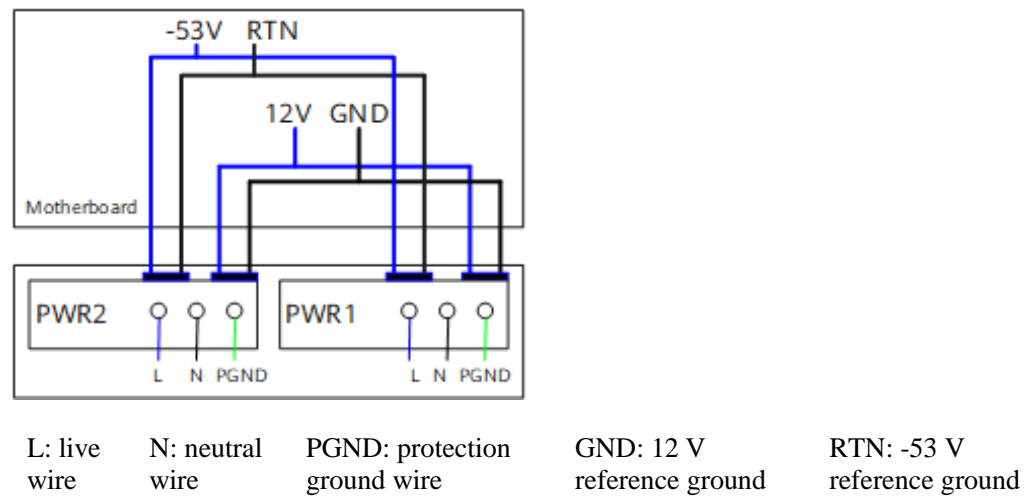 -53V RTN
12V GND
Motherboard
PWR2 PWR1
L N PGND L N PGND
L: live wire
N: neutral wire
PGND: protection ground wire
GND: 12 V reference ground
RTN: -53 V reference ground